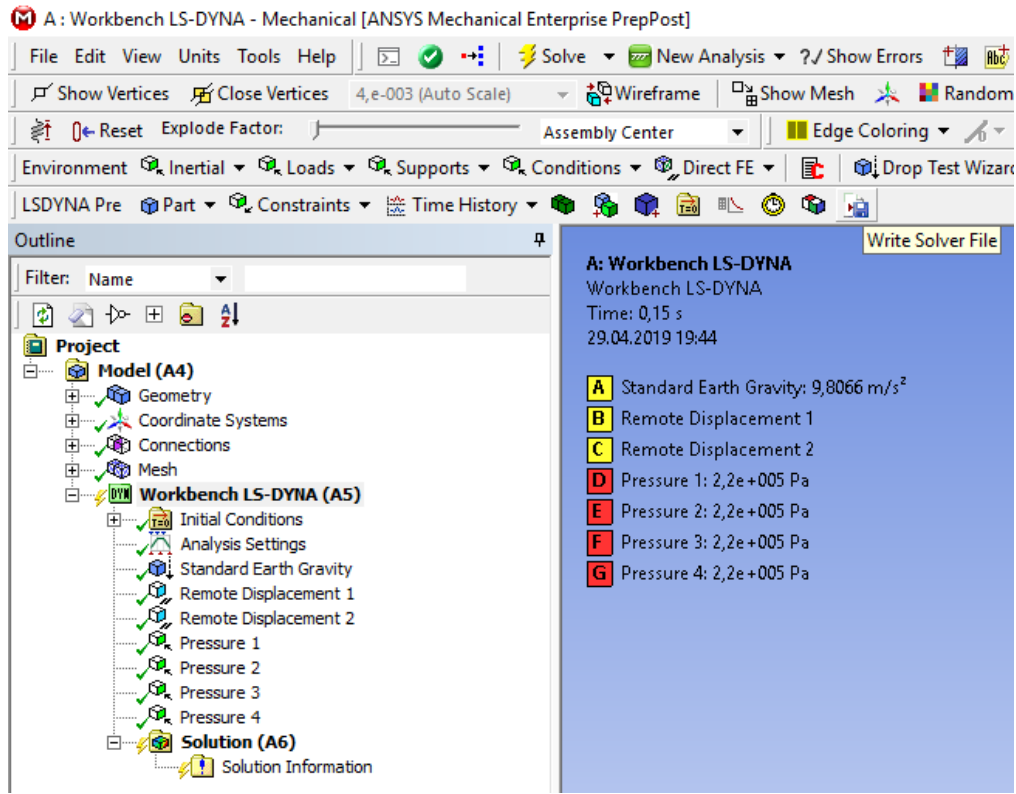 A : Workbench LS-DYNA - Mechanical [ANSYS Mechanical Enterprise PrepPost]
File Edit View Units Tools Help Solve New Analysis ?/ Show Errors Abc
Show Vertices Close Vertices 4,e-003 (Auto Scale) Wireframe Show Mesh Random
Reset Explode Factor: Assembly Center Edge Coloring
Environment Inertial Loads Supports Conditions Direct FE Drop Test Wizard
LSDYNA Pre Part Constraints Time History T=0
Write Solver File
Outline
Filter: Name
Project
Model (A4)
Geometry
Coordinate Systems
Connections
Mesh
DYN Workbench LS-DYNA (A5)
T=0 Initial Conditions
Analysis Settings
Standard Earth Gravity
Remote Displacement 1
Remote Displacement 2
Pressure 1
Pressure 2
Pressure 3
Pressure 4
Solution (A6)
Solution Information
A: Workbench LS-DYNA
Workbench LS-DYNA
Time: 0,15 s
29.04.2019 19:44
A Standard Earth Gravity: 9,8066 m/s²
B Remote Displacement 1
C Remote Displacement 2
D Pressure 1: 2,2e+005 Pa
E Pressure 2: 2,2e+005 Pa
F Pressure 3: 2,2e+005 Pa
G Pressure 4: 2,2e+005 Pa